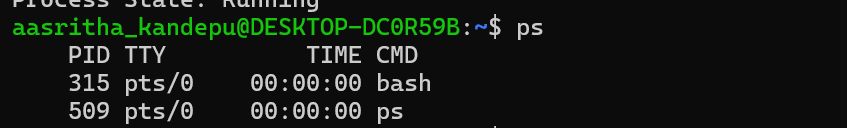 Process State: Running
aasritha_kandepu@DESKTOP-DC0R59B:~$ ps
    PID TTY          TIME CMD
    315 pts/0    00:00:00 bash
    509 pts/0    00:00:00 ps